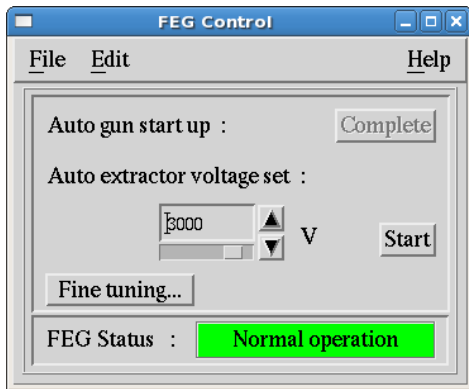 FEG Control
File Edit Help
Auto gun start up : Complete
Auto extractor voltage set :
3000 V Start
Fine tuning...
FEG Status : Normal operation